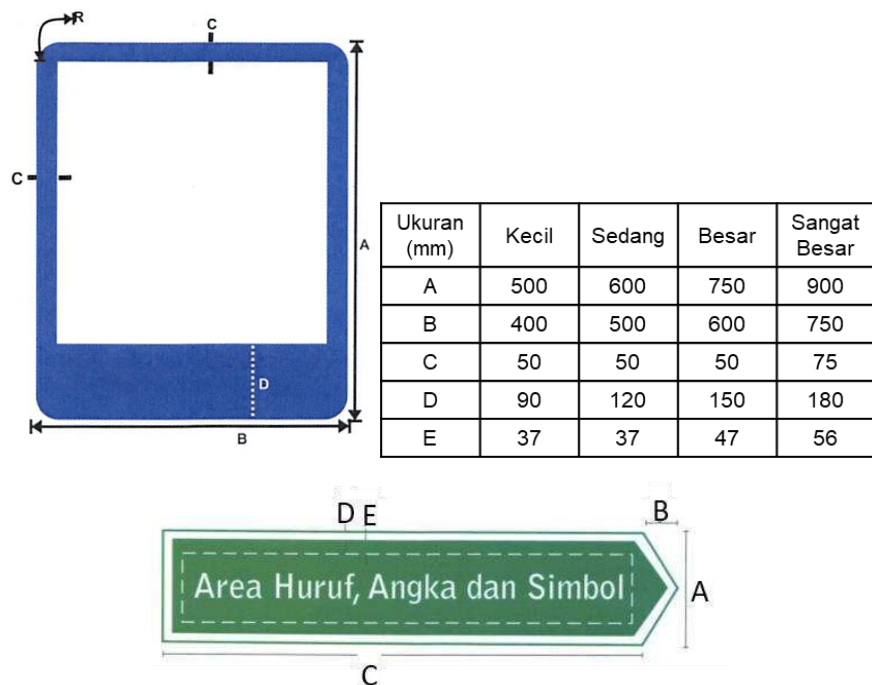 R
C
C
A
D
B
Ukuran (mm) Kecil Sedang Besar Sangat Besar
A 500 600 750 900
B 400 500 600 750
C 50 50 50 75
D 90 120 150 180
E 37 37 47 56
D E B
Area Huruf, Angka dan Simbol
A
C